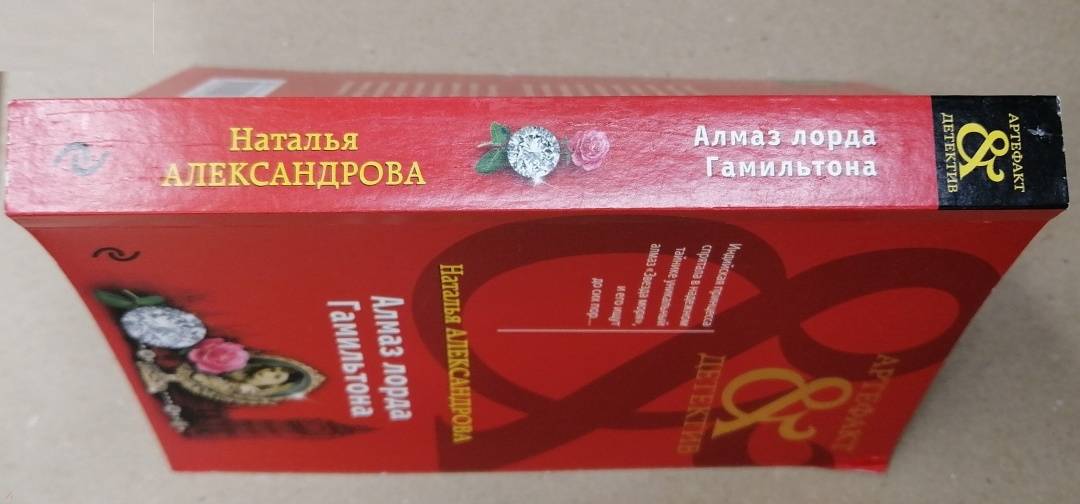 Наталья
АЛЕКСАНДРОВА
Алмаз лорда
Гамильтона
АРТЕФАКТ
&
ДЕТЕКТИВ
АРТЕФАКТ
&
ДЕТЕКТИВ
Индийская принцесса
спрятала в надежном
тайнике уникальный
алмаз «Звезда моря»,
и его ищут
до сих пор...
Наталья АЛЕКСАНДРОВА
Алмаз лорда
Гамильтона